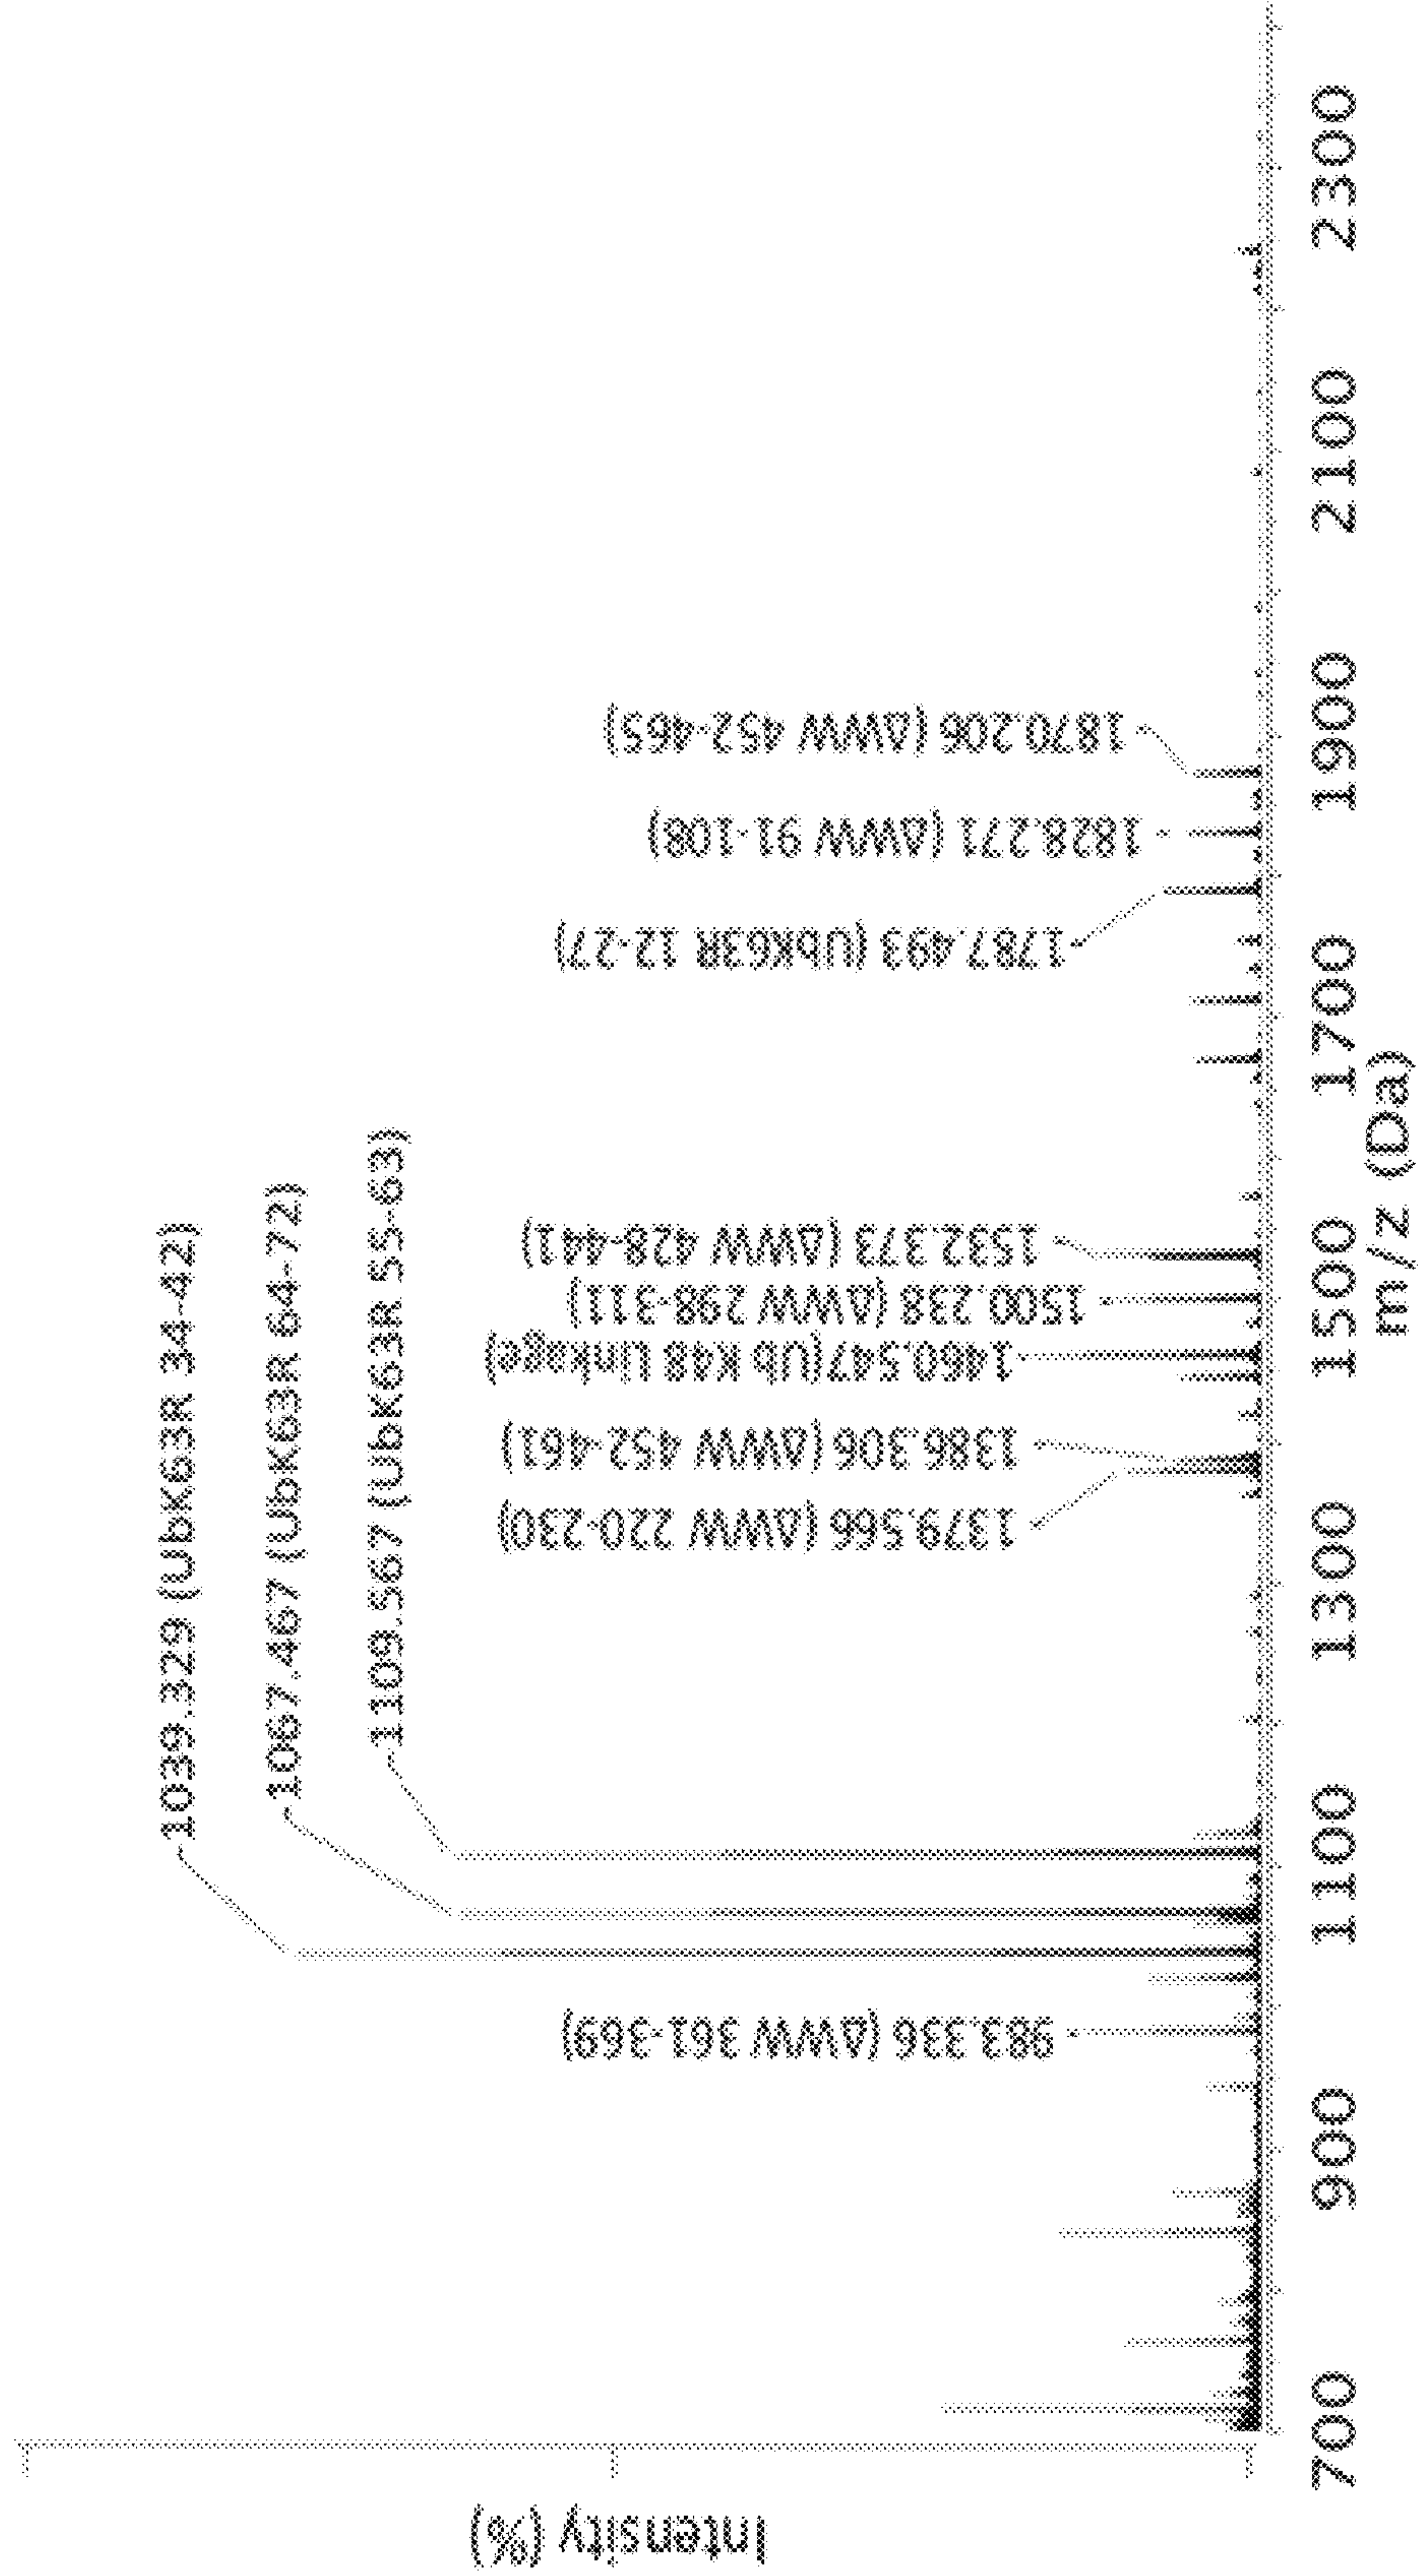 Intensity (%)
1039.329 (UbK63R 34-42)
1067.467 (UbK63R 64-72)
1109.567 (UbK63R 55-63)
983.336 (ΔWW 361-369)
1379.566 (ΔWW 220-230)
1386.306 (ΔWW 452-461)
1460.547(Ub K48 Linkage)
1500.238 (ΔWW 298-311)
1532.373 (ΔWW 428-441)
1787.493 (UbK63R 12-27)
1828.271 (ΔWW 91-108)
1870.206 (ΔWW 452-465)
700 900 1100 1300 1500 1700 1900 2100 2300
m/z (Da)